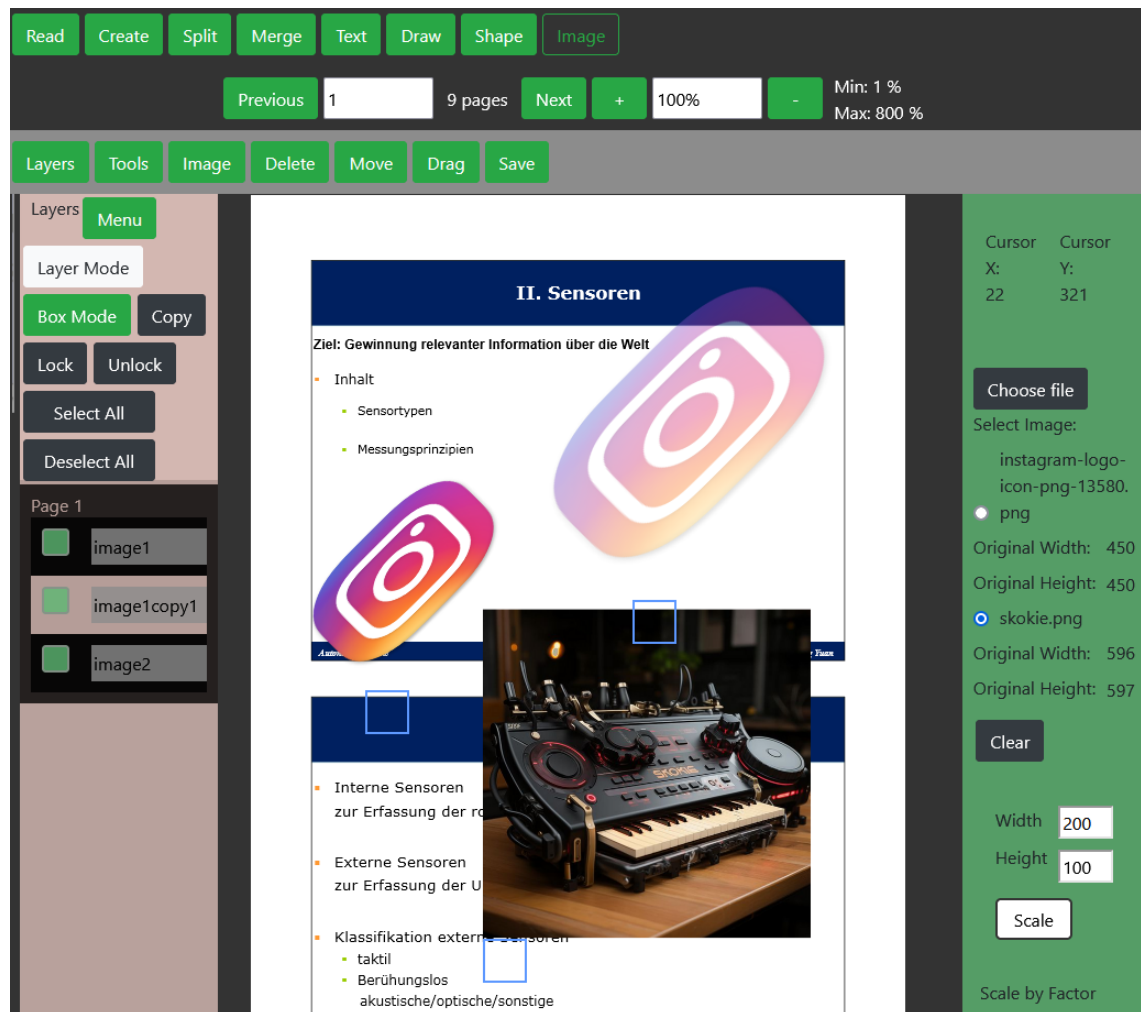 Read Create Split Merge Text Draw Shape Image
Previous 1 9 pages Next + 100% - Min: 1 %
Max: 800 %
Layers Tools Image Delete Move Drag Save
Layers Menu
Layer Mode
Box Mode Copy
Lock Unlock
Select All
Deselect All
Page 1
image1
image1copy1
image2
II. Sensoren
Ziel: Gewinnung relevanter Information über die Welt
Inhalt
Sensortypen
Messungsprinzipien
Yuan
SKOKIE
Interne Sensoren
zur Erfassung der
Externe Sensoren
zur Erfassung der U
Klassifikation externe Sensoren
taktil
Berühungslos
akustische/optische/sonstige
Cursor Cursor
X: Y:
22 321
Choose file
Select Image:
instagram-logo-
icon-png-13580.
png
Original Width: 450
Original Height: 450
skokie.png
Original Width: 596
Original Height: 597
Clear
Width 200
Height 100
Scale
Scale by Factor